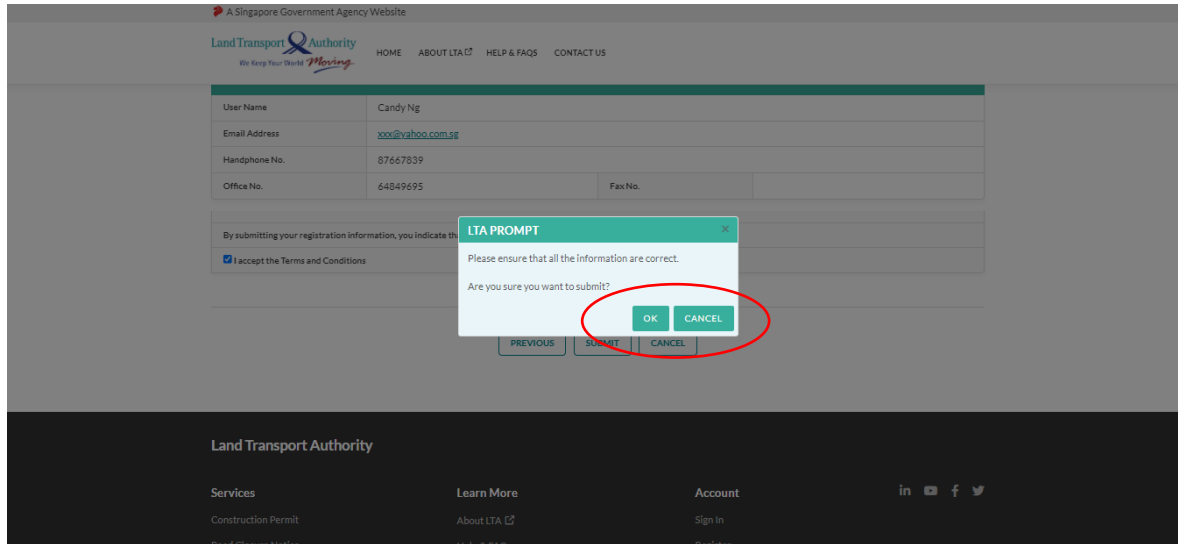 A Singapore Government Agency Website
Land Transport Authority
We Keep Your World Moving
HOME ABOUT LTA HELP & FAQS CONTACT US
User Name Candy Ng
Email Address xxx@yahoo.com.sg
Handphone No. 87667839
Office No. 64849695 Fax No.
By submitting your registration information, you indicate
I accept the Terms and Conditions
LTA PROMPT ×
Please ensure that all the information are correct.
Are you sure you want to submit?
OK CANCEL
PREVIOUS SUBMIT CANCEL
Land Transport Authority
Services Learn More Account
Construction Permit About LTA Sign In